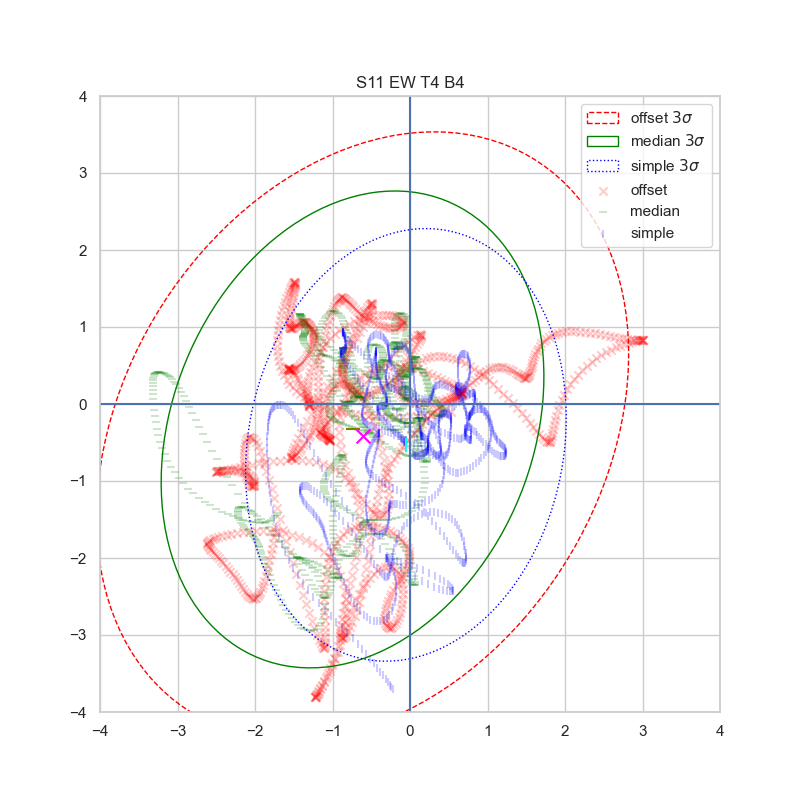 S11 EW T4 B4
offset 3σ
median 3σ
simple 3σ
offset
median
simple
4
3
2
1
0
−1
−2
−3
−4
−4 −3 −2 −1 0 1 2 3 4